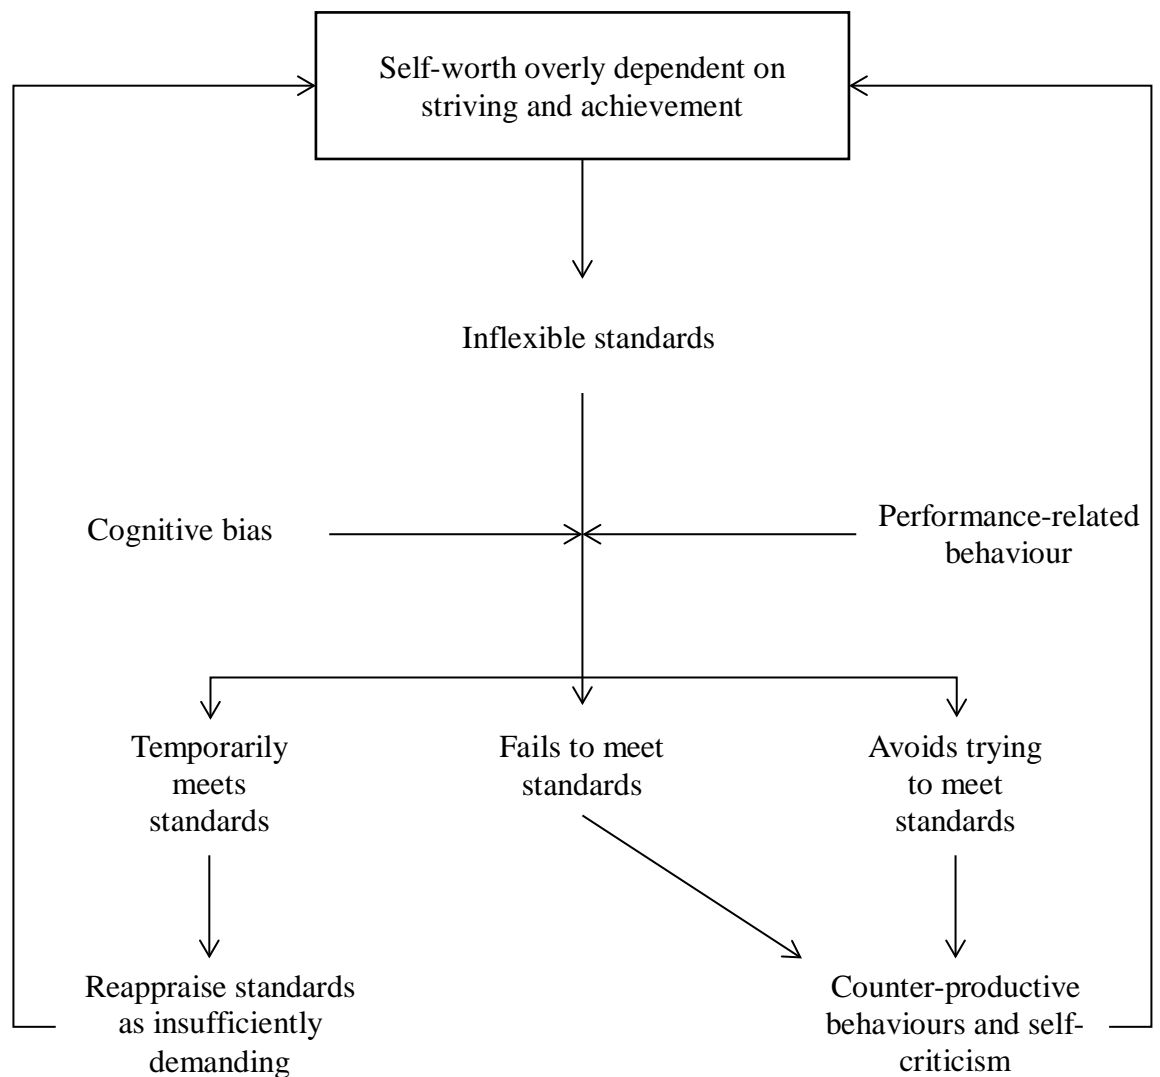 Self-worth overly dependent on
striving and achievement
Inflexible standards
Cognitive bias
Performance-related
behaviour
Temporarily
meets
standards
Fails to meet
standards
Avoids trying
to meet
standards
Reappraise standards
as insufficiently
demanding
Counter-productive
behaviours and self-
criticism